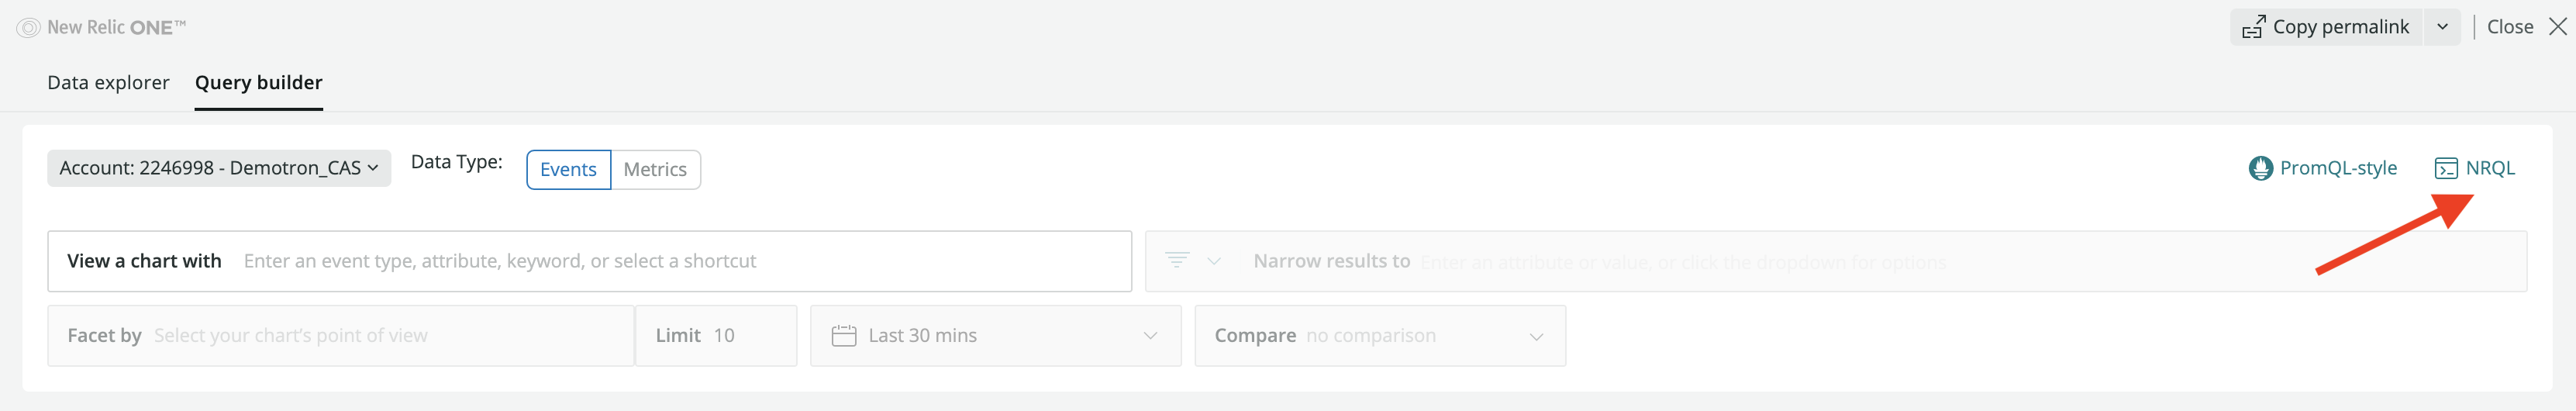 New Relic ONE™
Copy permalink
Close
Data explorer
Query builder
Account: 2246998 - Demotron_CAS
Data Type:
Events
Metrics
PromQL-style
NRQL
View a chart with Enter an event type, attribute, keyword, or select a shortcut
Narrow results to Enter an attribute or value, or click the dropdown for options
Facet by Select your chart's point of view
Limit 10
Last 30 mins
Compare no comparison